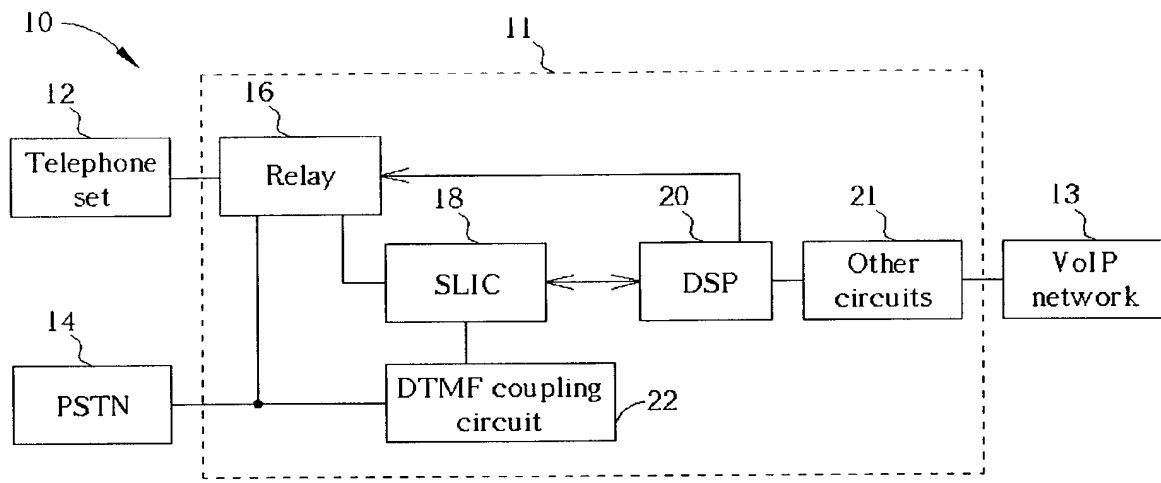 10
11
12
16
Telephone
set
Relay
18
20
21
13
SLIC
DSP
Other
circuits
VoIP
network
14
PSTN
DTMF coupling
circuit
22